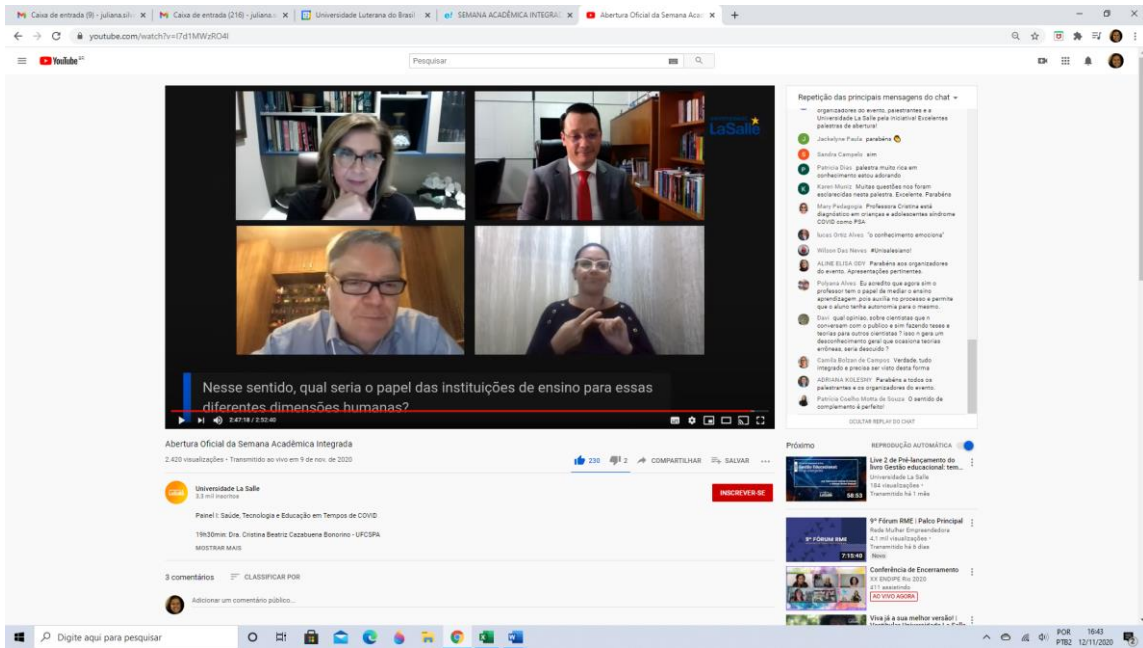 Caixa de entrada (9) - juliana.silv
Caixa de entrada (216) - juliana.s
Universidade Luterana do Brasil
SEMANA ACADÊMICA INTEGRA
Abertura Oficial da Semana Acad
youtube.com/watch?v=I7d1MWzRO4I
YouTube BR
Pesquisar
LaSalle
Nesse sentido, qual seria o papel das instituições de ensino para essas
diferentes dimensões humanas?
2:47:18 / 2:52:40
Abertura Oficial da Semana Acadêmica Integrada
2.420 visualizações • Transmitido ao vivo em 9 de nov. de 2020
230
2
COMPARTILHAR
SALVAR
Universidade La Salle
3,3 mil inscritos
INSCREVER-SE
Painel I: Saúde, Tecnologia e Educação em Tempos de COVID
19h30min: Dra. Cristina Beatriz Cazabuena Bonorino - UFCSPA
MOSTRAR MAIS
3 comentários
CLASSIFICAR POR
Adicionar um comentário público...
Repetição das principais mensagens do chat
organizadores do evento, palestrantes e a
Universidade La Salle pela iniciativa! Excelentes
palestras de abertura!
Jackelyne Paula parabéns
Sandra Campelo sim
Patricia Dias palestra muito rica em
conhecimento estou adorando
Karen Muniz Muitas questões nos foram
esclarecidas nesta palestra. Excelente. Parabéns
Mary Pedagogia Professora Cristina está
diagnóstico em crianças e adolescentes síndrome
COVID como PSA
lucas Ortiz Alves "o conhecimento emociona"
Wilson Das Neves #Unisalesiano!
ALINE ELISA ODY Parabéns aos organizadores
do evento. Apresentações pertinentes.
Polyana Alves Eu acredito que agora sim o
professor tem o papel de mediar o ensino
aprendizagem ,pois auxilia no processo e permite
que o aluno tenha autonomia para o mesmo.
Davi qual opiniao, sobre cientistas que n
conversam com o publico e sim fazendo teses e
teorias para outros cientistas ? isso n gera um
desconhecimento geral que ocasiona teorias
errôneas, seria descuido ?
Camila Bolzan de Campos Verdade, tudo
integrado e precisa ser visto desta forma
ADRIANA KOLESNY Parabéns a todos os
palestrantes e os organizadores do evento.
Patrícia Coelho Motta de Souza O sentido de
complemento é perfeito!
OCULTAR REPLAY DO CHAT
Próximo
REPRODUÇÃO AUTOMÁTICA
58:53
Live 2 de Pré-lançamento do
livro Gestão educacional: tem...
Universidade La Salle
184 visualizações •
Transmitido há 1 mês
9º FÓRUM RME
7:15:40
9º Fórum RME | Palco Principal
Rede Mulher Empreendedora
4,1 mil visualizações •
Transmitido há 6 dias
Novo
Conferência de Encerramento
XX ENDIPE Rio 2020
411 assistindo
AO VIVO AGORA
Viva já a sua melhor versão! |
Vestibular Universidade La Salle
Digite aqui para pesquisar
POR
PTB2
16:43
12/11/2020